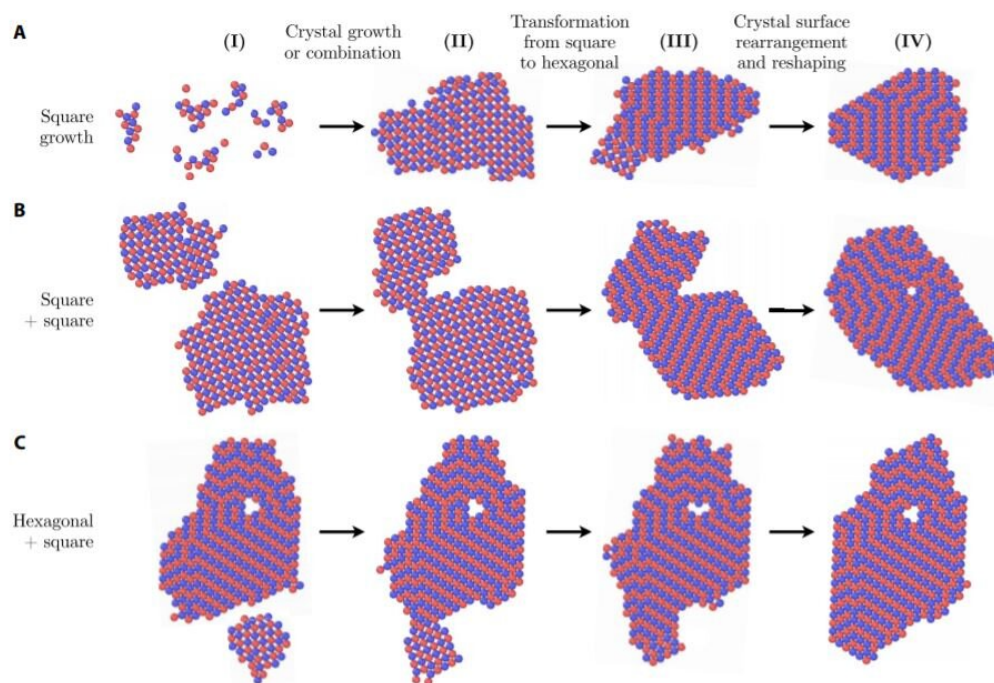 A
(I)
Crystal growth
or combination
(II)
Transformation
from square
to hexagonal
(III)
Crystal surface
rearrangement
and reshaping
(IV)
Square
growth
B
Square
+ square
C
Hexagonal
+ square